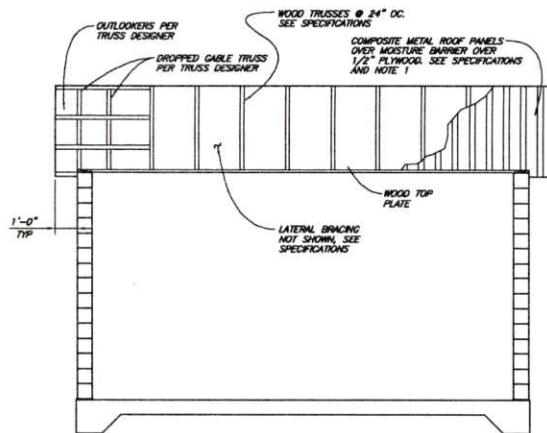 OUTLOOKERS PER
TRUSS DESIGNER
DROPPED GABLE TRUSS
PER TRUSS DESIGNER
WOOD TRUSSES @ 24" OC.
SEE SPECIFICATIONS
COMPOSITE METAL ROOF PANELS
OVER MOISTURE BARRIER OVER
1/2" PLYWOOD. SEE SPECIFICATIONS
AND NOTE 1
WOOD TOP
PLATE
1'-0"
TYP
LATERAL BRACING
NOT SHOWN, SEE
SPECIFICATIONS